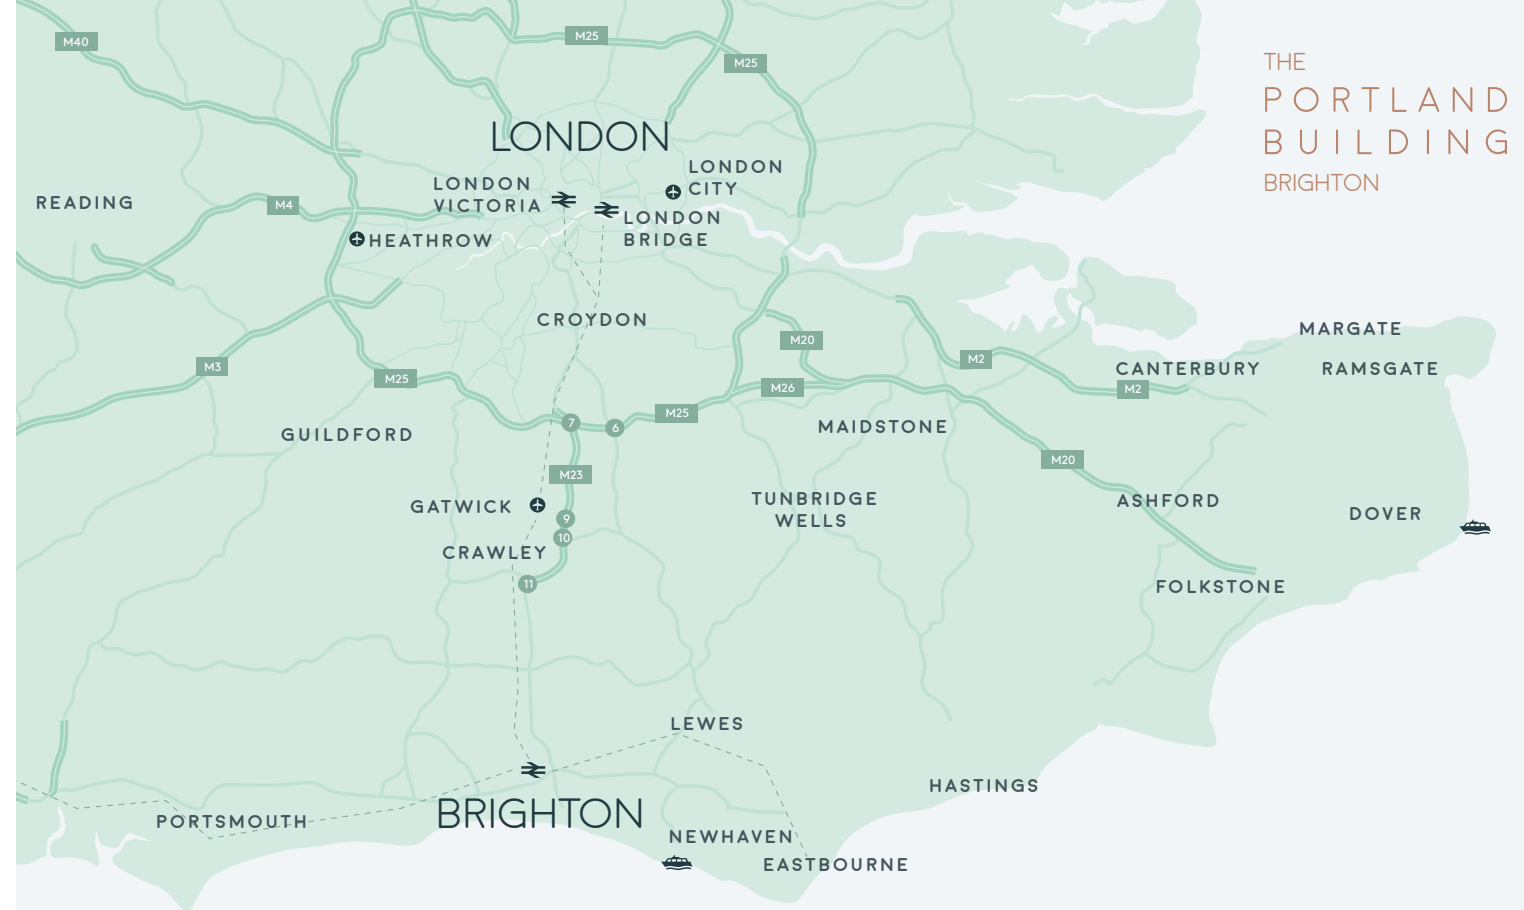 M40
M25
M25
THE
PORTLAND
BUILDING
BRIGHTON
LONDON
LONDON
CITY
LONDON
VICTORIA
READING
M4
LONDON
BRIDGE
HEATHROW
CROYDON
MARGATE
M20
M2
M3
CANTERBURY
RAMSGATE
M25
M26
M2
M25
7
6
MAIDSTONE
GUILDFORD
M20
M23
TUNBRIDGE
WELLS
ASHFORD
GATWICK
DOVER
9
10
CRAWLEY
11
FOLKSTONE
LEWES
HASTINGS
BRIGHTON
PORTSMOUTH
NEWHAVEN
EASTBOURNE